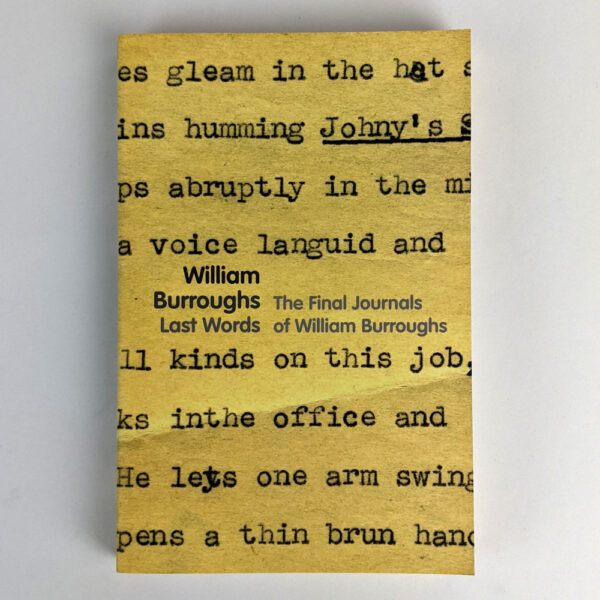 es gleam in the hat s
ins humming Johny's S
ps abruptly in the mi
a voice languid and
William
Burroughs
Last Words
The Final Journals
of William Burroughs
ll kinds on this job,
ks inthe office and
He lets one arm swing
pens a thin brun hand